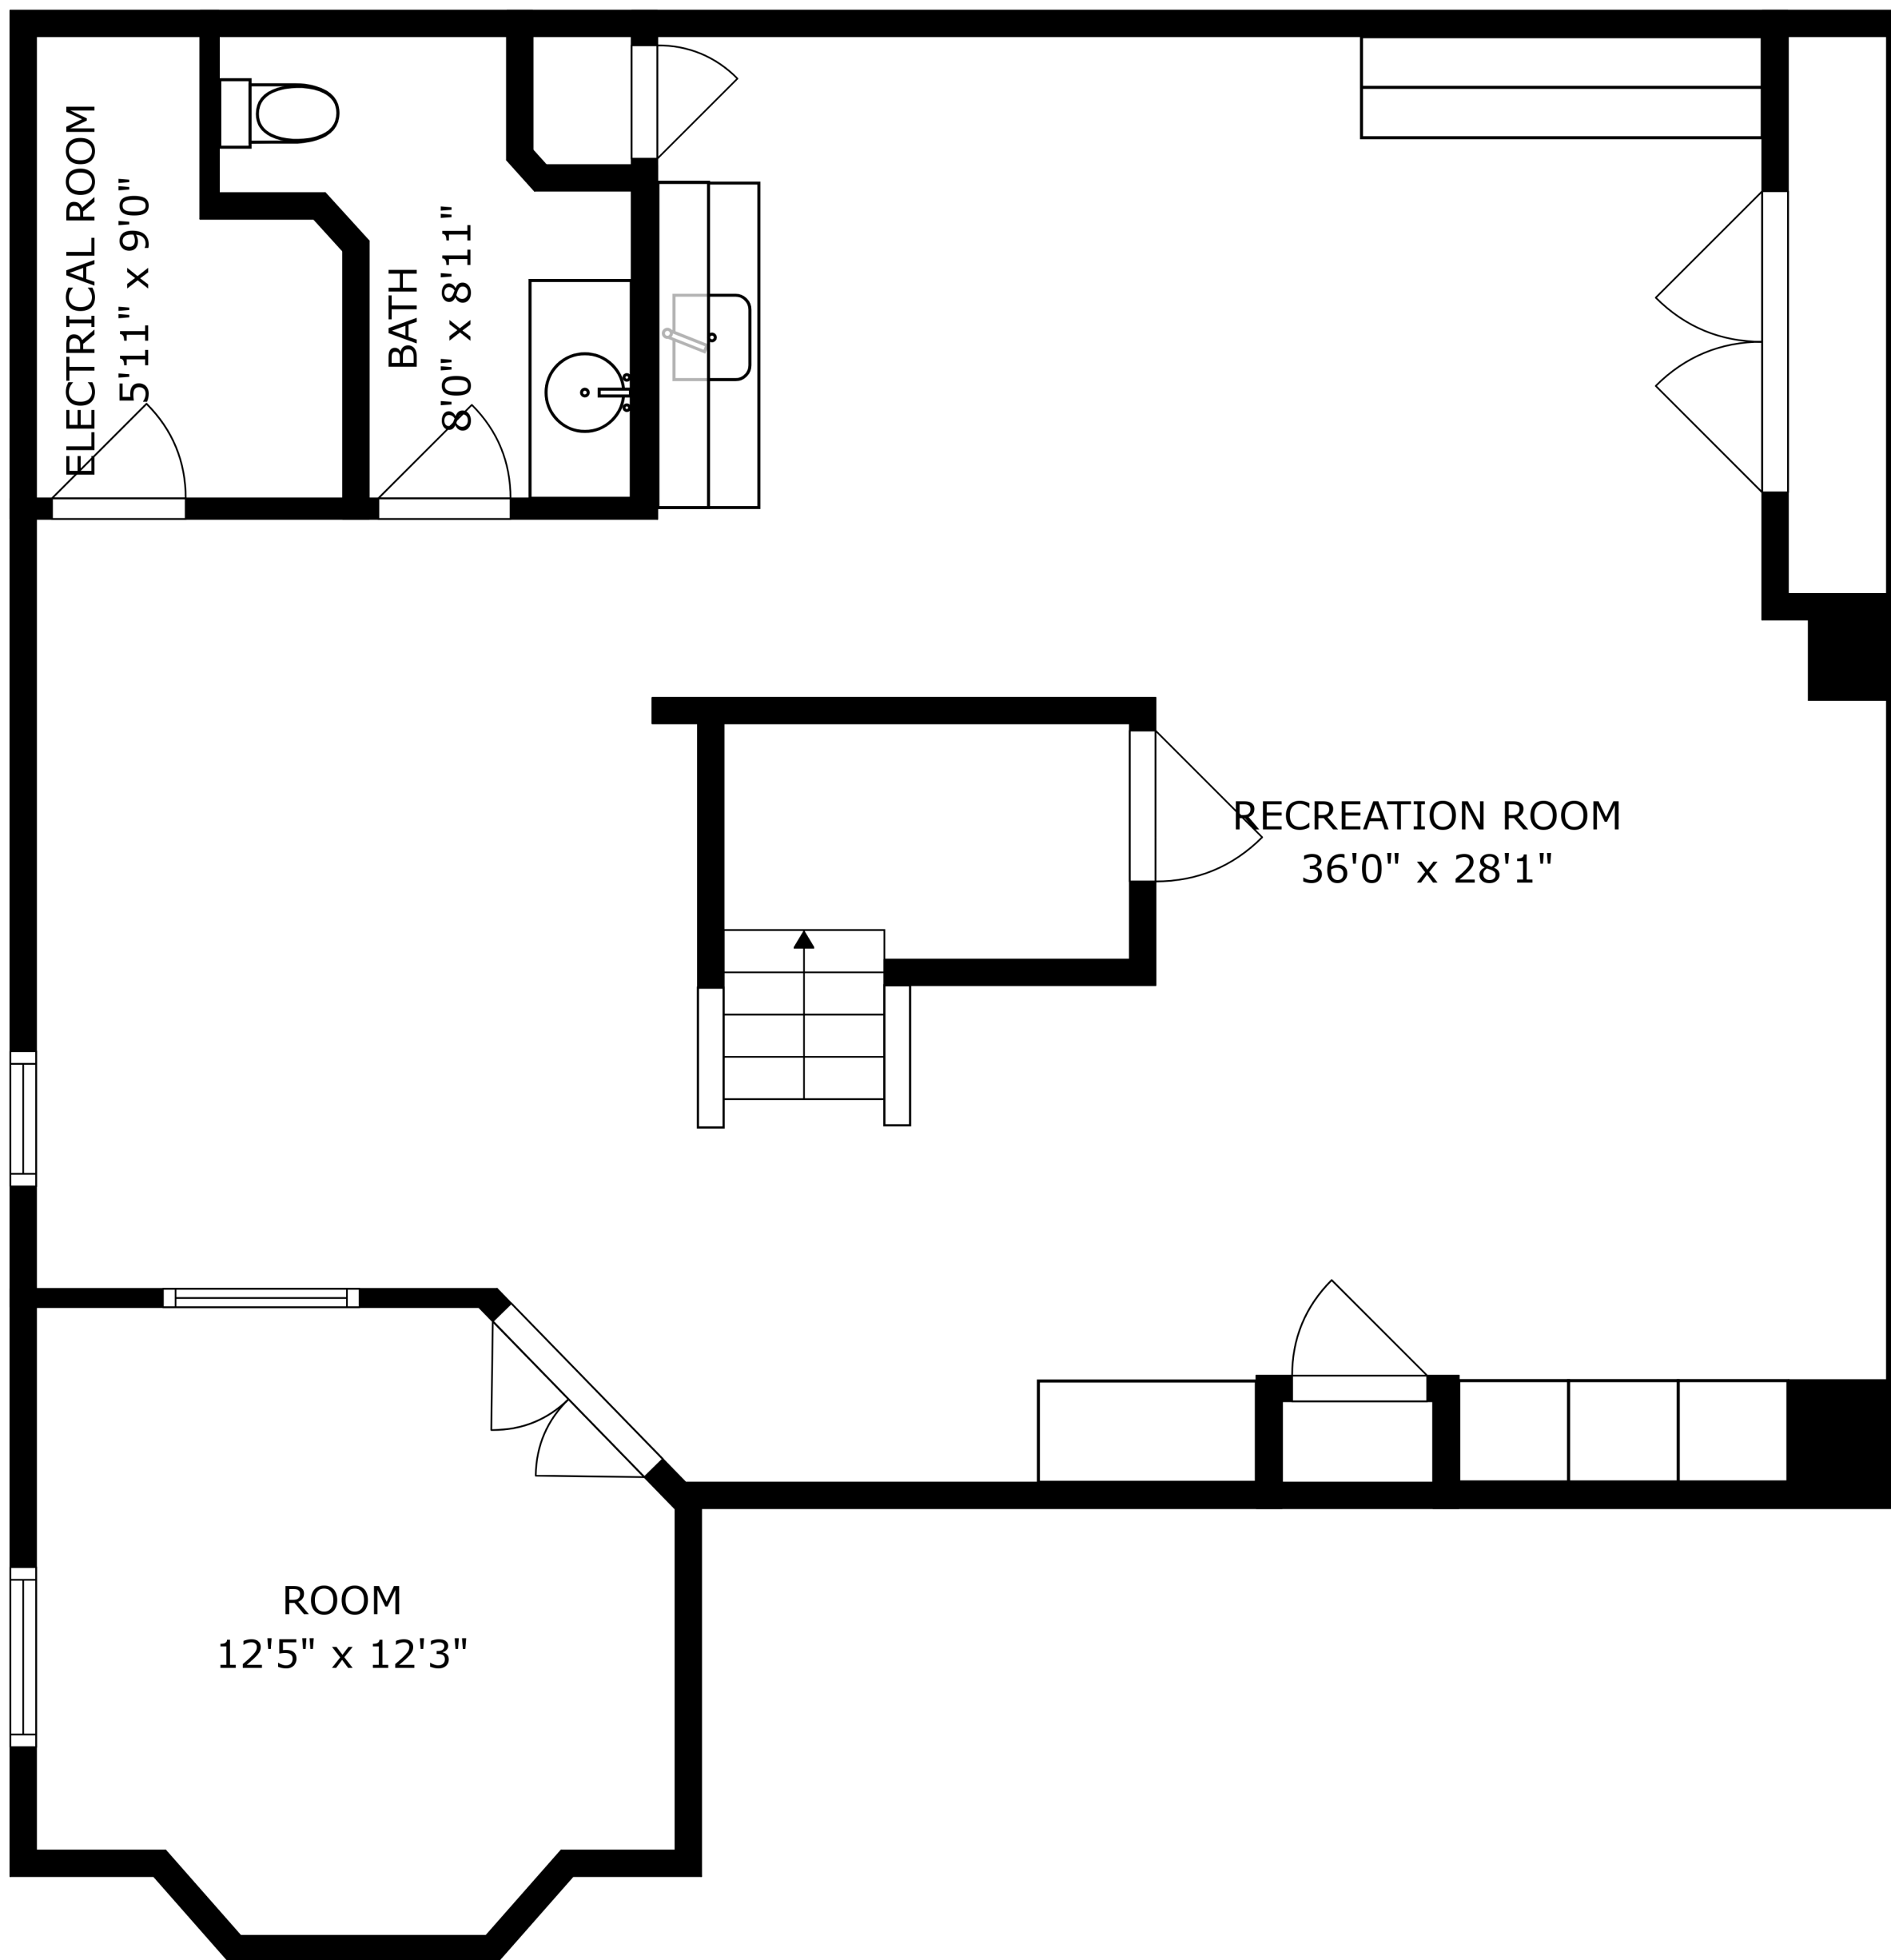 ELECTRICAL ROOM
5'11" x 9'0"
BATH
8'0" x 8'11"
RECREATION ROOM
36'0" x 28'1"
ROOM
12'5" x 12'3"